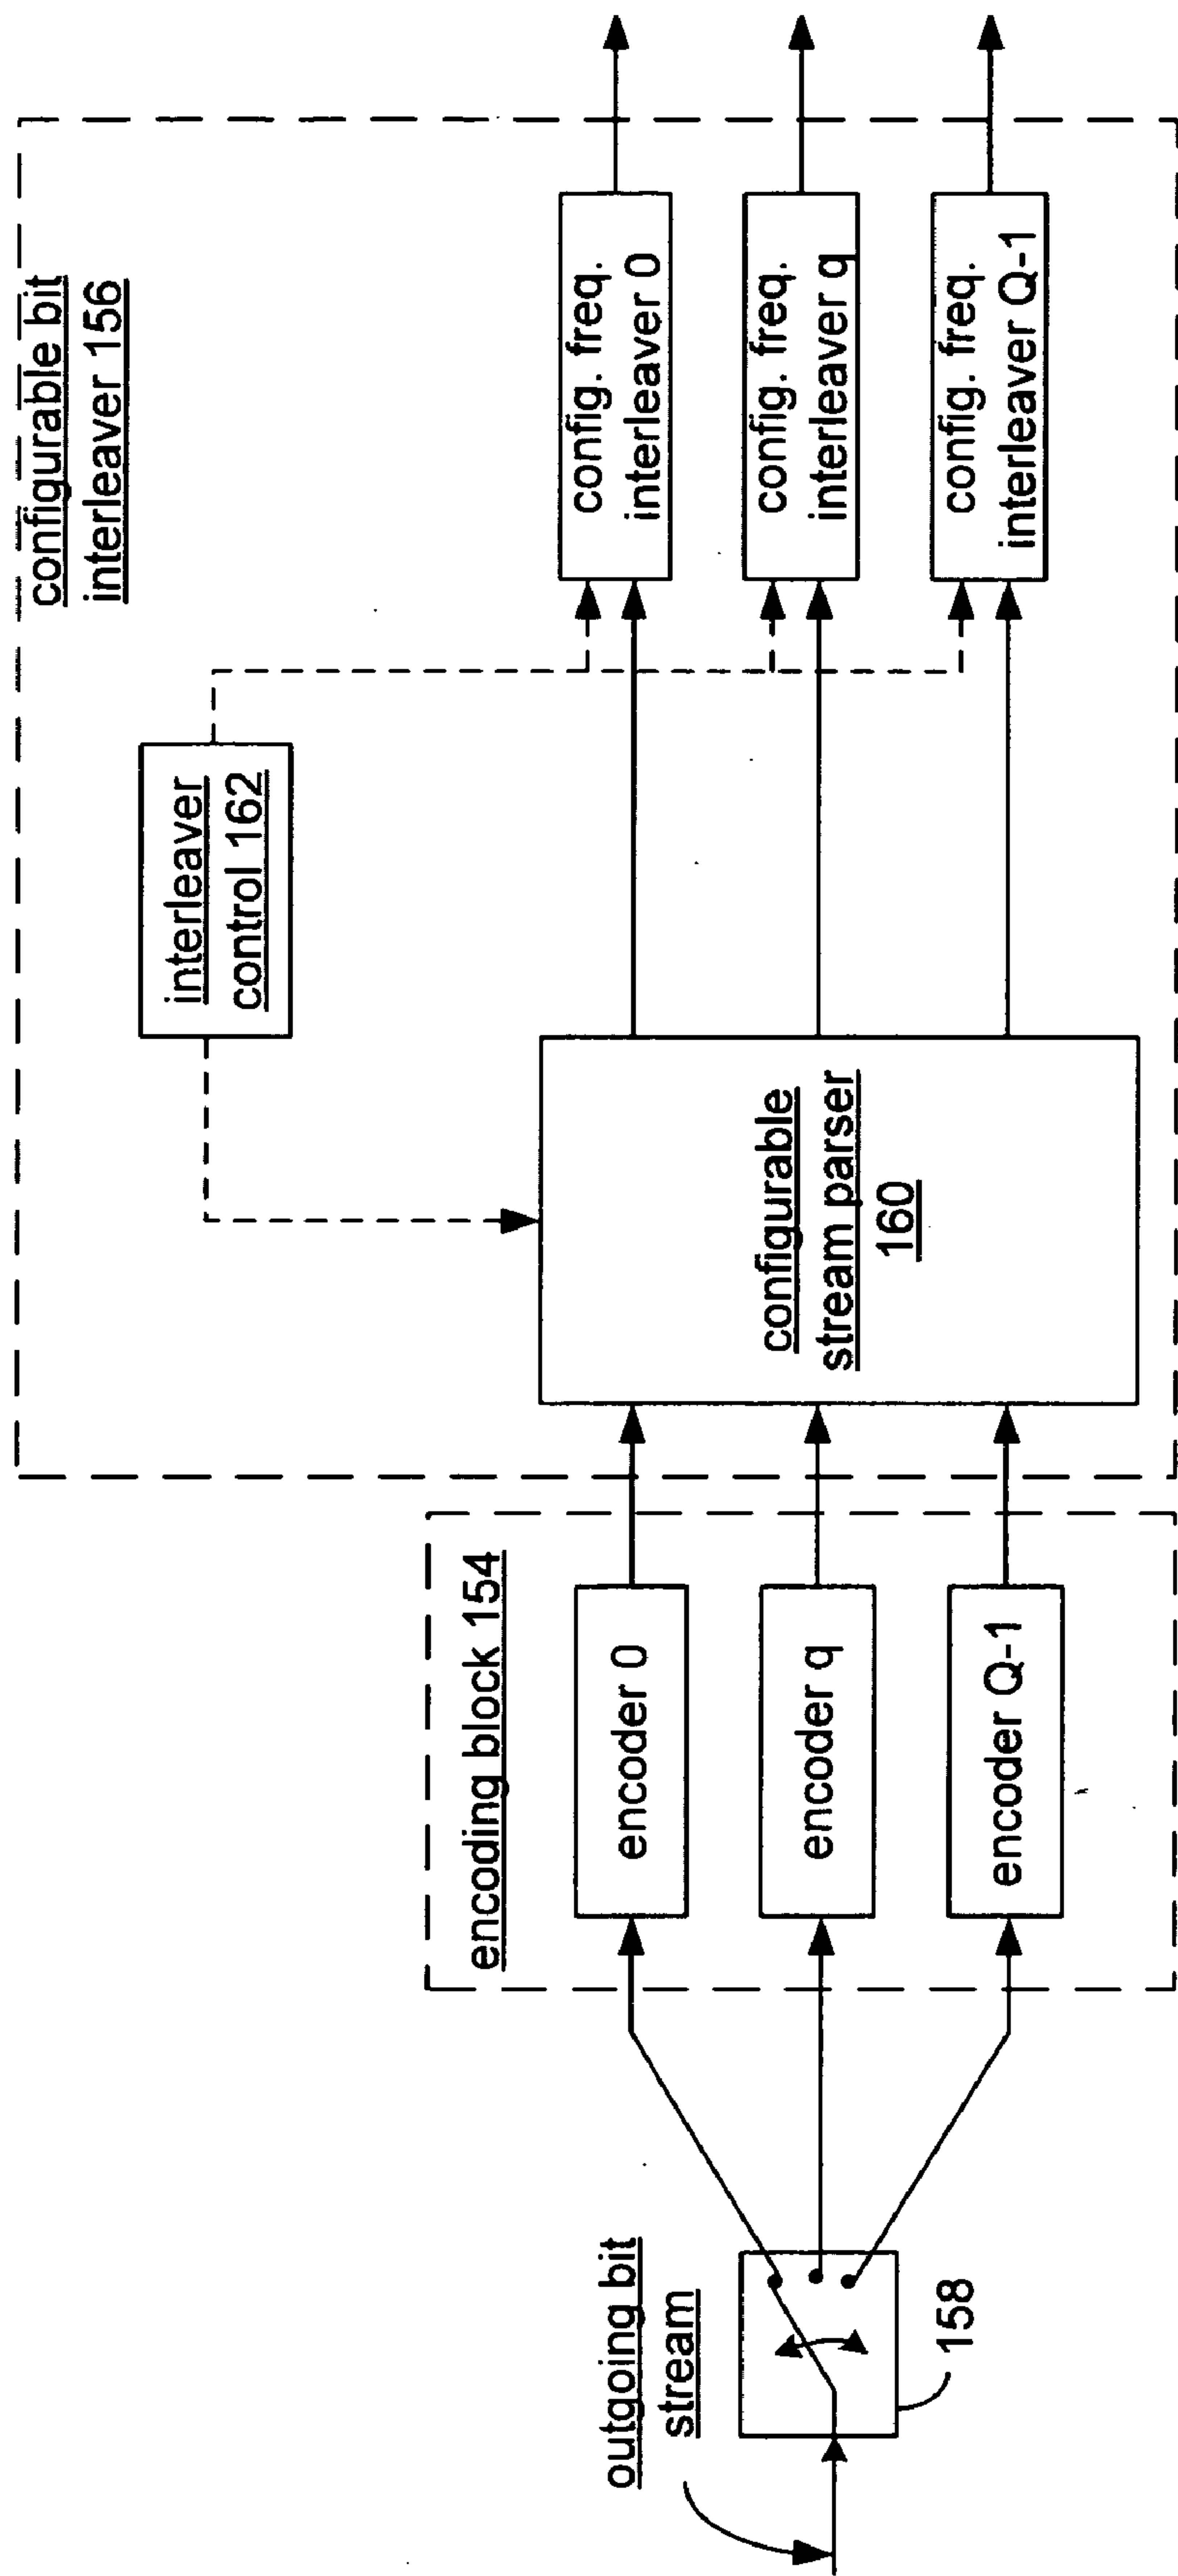 outgoing bit
stream
158
encoding block 154
encoder 0
encoder q
encoder Q-1
configurable bit
interleaver 156
interleaver
control 162
configurable
stream parser
160
config. freq.
interleaver 0
config. freq.
interleaver q
config. freq.
interleaver Q-1